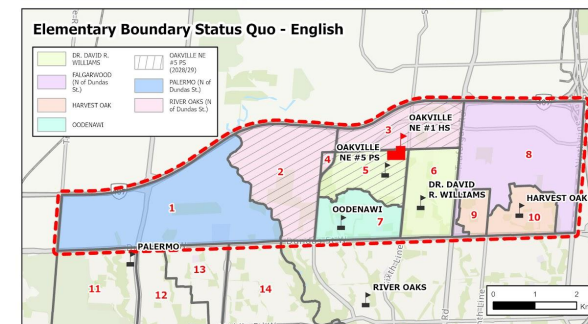 Elementary Boundary Status Quo - English
DR. DAVID R.
WILLIAMS
FALGARWOOD
(N of Dundas
St.)
HARVEST OAK
OODENAWI
OAKVILLE NE
#5 PS
(2028/29)
PALERMO (N of
Dundas St.)
RIVER OAKS (N
of Dundas St.)
OAKVILLE
NE #1 HS
3
OAKVILLE
NE #5 PS
4
5
6
8
2
DR. DAVID
R. WILLIAMS
HARVEST OAK
1
OODENAWI
7
9
10
PALERMO
11
12
13
14
RIVER OAKS
0
1
2